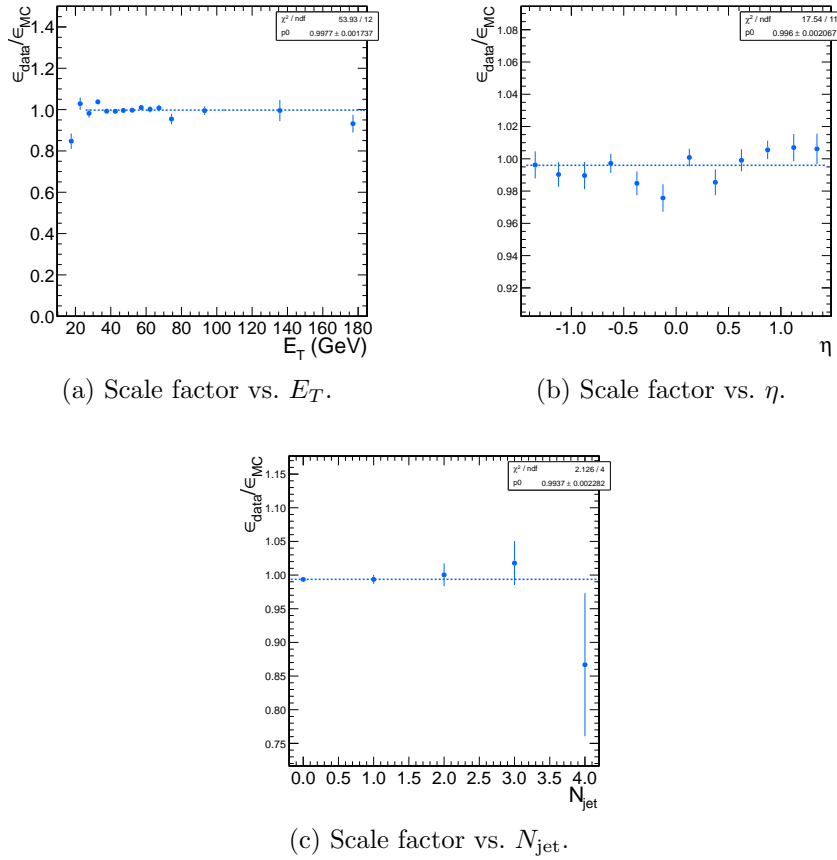 χ² / ndf 53.93 / 12
p0 0.9977 ± 0.001737
ϵdata/ϵMC
1.4
1.2
1.0
0.8
0.6
0.4
0.2
0.0
20 40 60 80 100 120 140 160 180
E_T (GeV)
(a) Scale factor vs. E_T.
χ² / ndf 17.54 / 11
p0 0.996 ± 0.002067
ϵdata/ϵMC
1.08
1.06
1.04
1.02
1.00
0.98
0.96
0.94
0.92
-1.0 -0.5 0.0 0.5 1.0
η
(b) Scale factor vs. η.
χ² / ndf 2.126 / 4
p0 0.9937 ± 0.002282
ϵdata/ϵMC
1.15
1.10
1.05
1.00
0.95
0.90
0.85
0.80
0.75
0.0 0.5 1.0 1.5 2.0 2.5 3.0 3.5 4.0
N_jet
(c) Scale factor vs. N_jet.